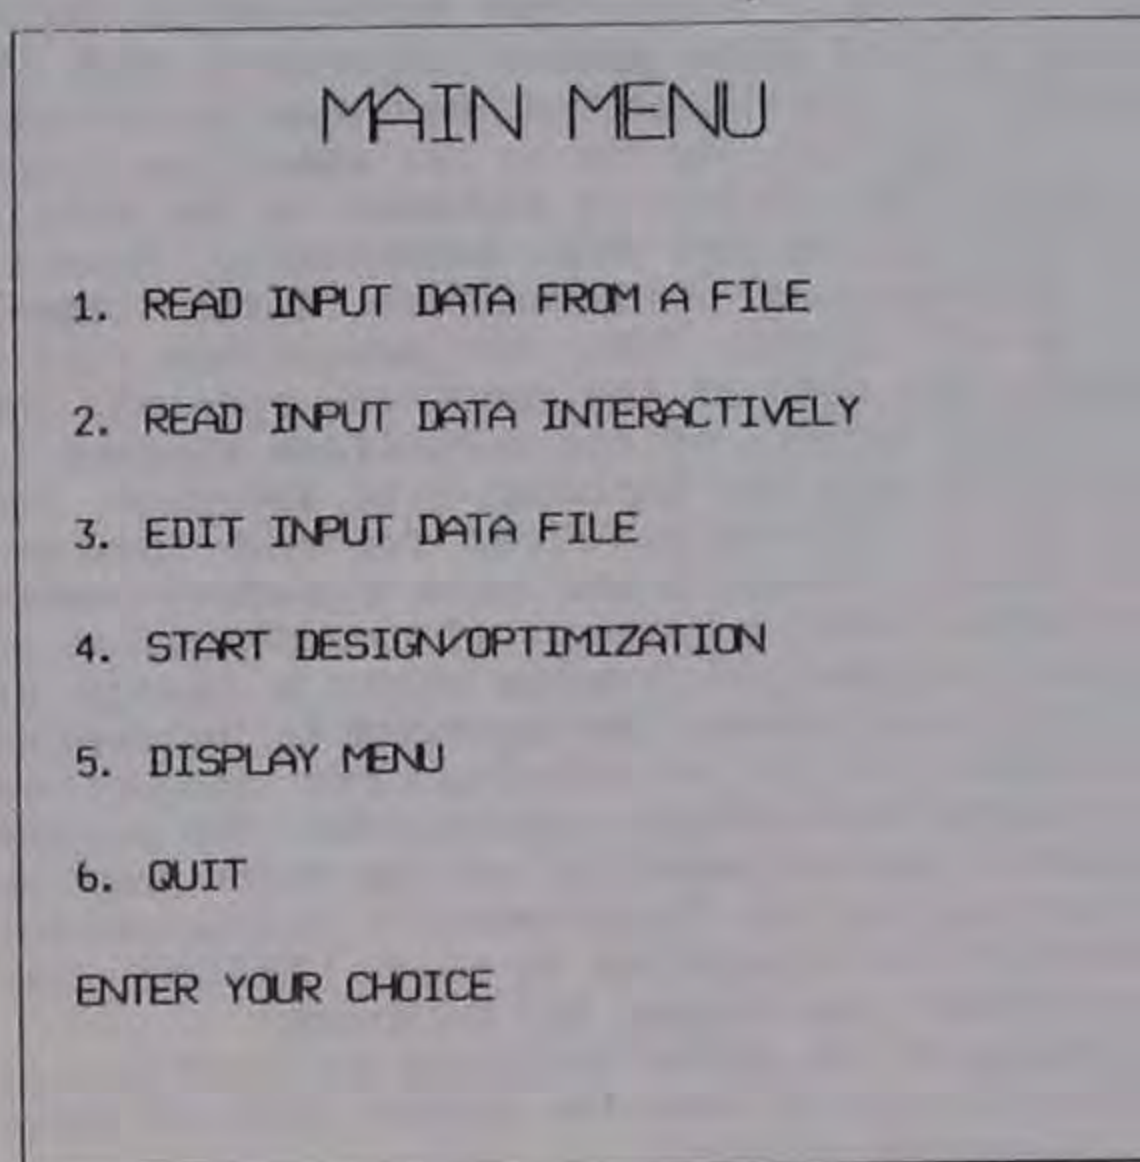 MAIN MENU
1. READ INPUT DATA FROM A FILE
2. READ INPUT DATA INTERACTIVELY
3. EDIT INPUT DATA FILE
4. START DESIGN/OPTIMIZATION
5. DISPLAY MENU
6. QUIT
ENTER YOUR CHOICE